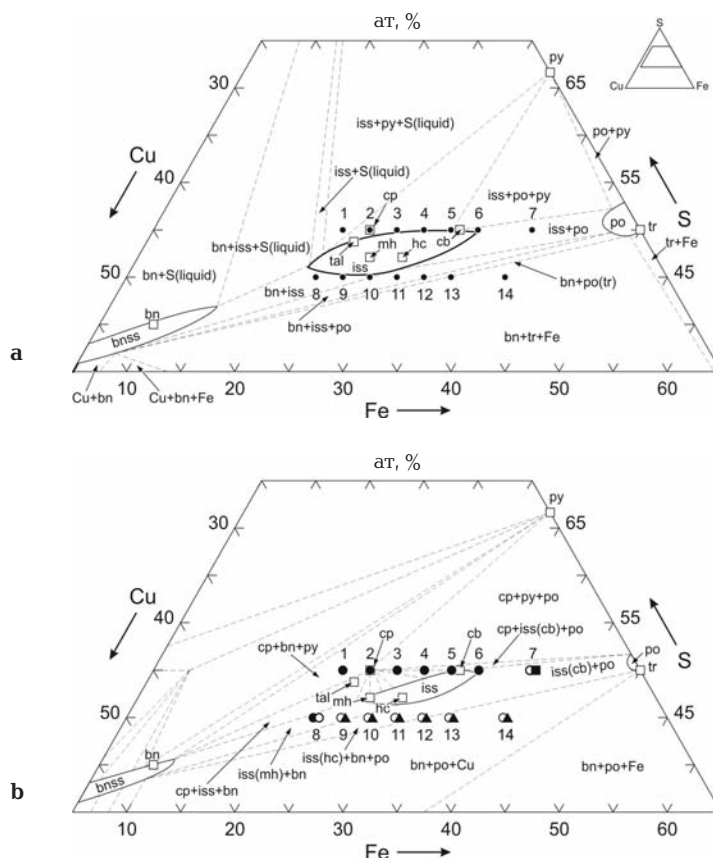 ат, %
S
Cu
Fe
py
30
65
iss+py+S(liquid)
po+py
Cu
40
55
iss+S(liquid)
cp
iss+po+py
S
1 2 3 4 5 6 7
po
tr
bn+iss+S(liquid)
cb
iss+po
tal
mh
hc
iss
tr+Fe
bn+S(liquid)
50
45
bn+iss
bn+po(tr)
8 9 10 11 12 13 14
bn+iss+po
bn
bnss
bn+tr+Fe
a
Cu+bn
Cu+bn+Fe
10 20 30 40 50 60
Fe
ат, %
py
30
65
Cu
40
55
cp+py+po
cp+bn+py
cp
cb
cp+iss(cb)+po
S
1 2 3 4 5 6 7
po
tr
tal
iss
iss(cb)+po
mh
hc
50
45
8 9 10 11 12 13 14
bn
iss(hc)+bn+po
bnss
iss(mh)+bn
bn+po+Cu
bn+po+Fe
cp+iss+bn
b
10 20 30 40 50 60
Fe